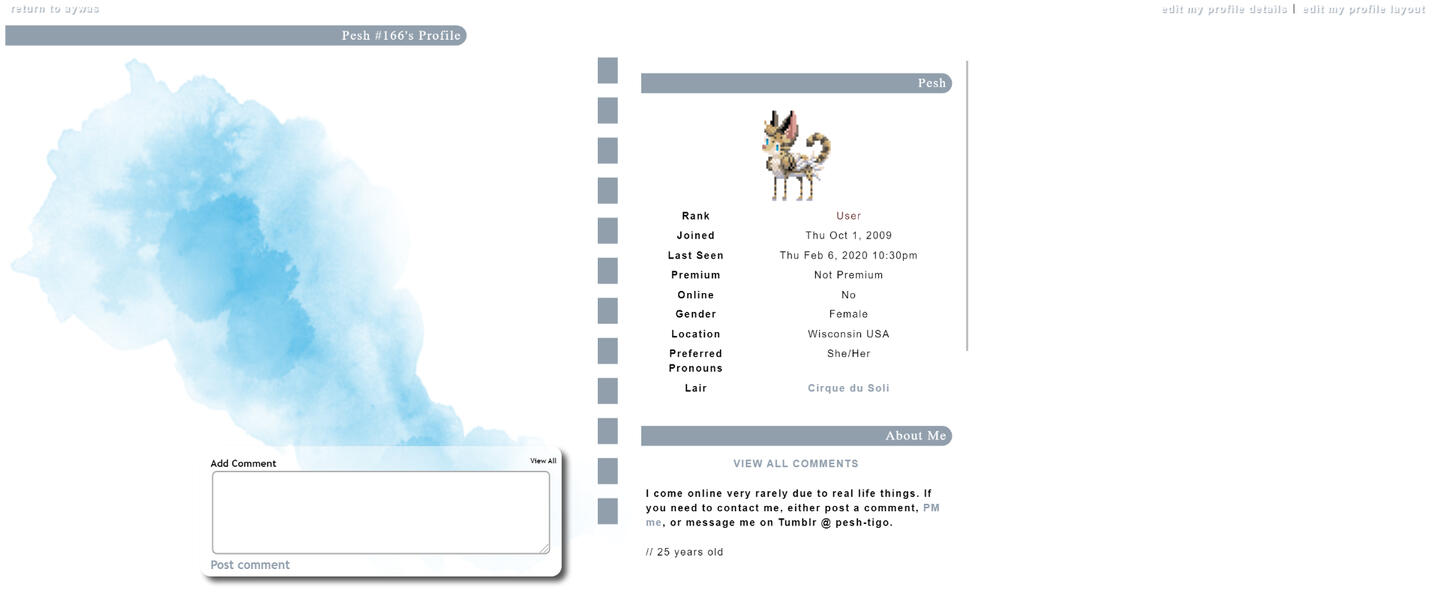 return to aywas
edit my profile details | edit my profile layout
Pesh #166's Profile
Pesh
Rank User
Joined Thu Oct 1, 2009
Last Seen Thu Feb 6, 2020 10:30pm
Premium Not Premium
Online No
Gender Female
Location Wisconsin USA
Preferred She/Her
Pronouns
Lair Cirque du Soli
About Me
VIEW ALL COMMENTS
I come online very rarely due to real life things. If
you need to contact me, either post a comment, PM
me, or message me on Tumblr @ pesh-tigo.
// 25 years old
Add Comment View All
Post comment